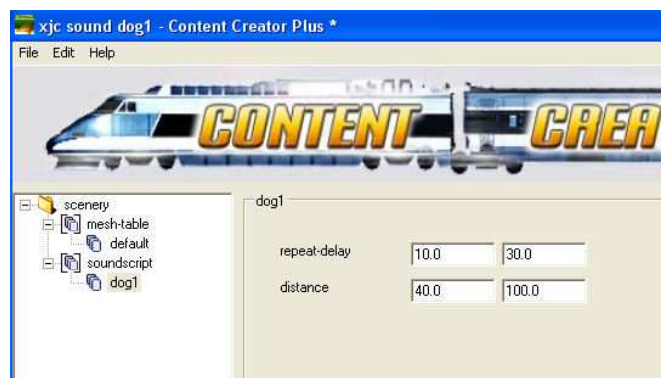 xjc sound dog1 - Content Creator Plus *
File Edit Help
CONTENT CREA
scenery
mesh-table
default
soundscript
dog1
dog1
repeat-delay 10.0 30.0
distance 40.0 100.0